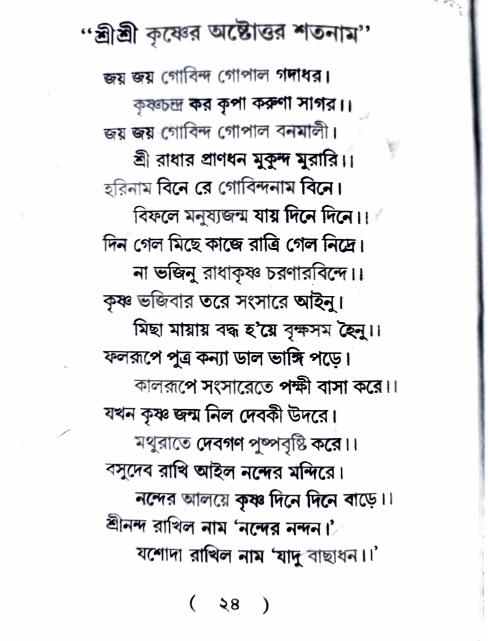 “শ্রীশ্রী কৃষ্ণের অষ্টোত্তর শতনাম”
জয় জয় গোবিন্দ গোপাল গদাধর।
কৃষ্ণচন্দ্র কর কৃপা করুণা সাগর।।
জয় জয় গোবিন্দ গোপাল বনমালী।
শ্রী রাধার প্রাণধন মুকুন্দ মুরারি।।
হরিনাম বিনে রে গোবিন্দনাম বিনে।
বিফলে মনুষ্যজন্ম যায় দিনে দিনে।।
দিন গেল মিছে কাজে রাত্রি গেল নিদ্রে।
না ভজিনু রাধাকৃষ্ণ চরণারবিন্দে।।
কৃষ্ণ ভজিবার তরে সংসারে আইনু।
মিছা মায়ায় বদ্ধ হ’য়ে বৃক্ষসম হৈনু।।
ফলরূপে পুত্র কন্যা ডাল ভাঙ্গি পড়ে।
কালরূপে সংসারেতে পক্ষী বাসা করে।।
যখন কৃষ্ণ জন্ম নিল দেবকী উদরে।
মথুরাতে দেবগণ পুষ্পবৃষ্টি করে।।
বসুদেব রাখি আইল নন্দের মন্দিরে।
নন্দের আলয়ে কৃষ্ণ দিনে দিনে বাড়ে।।
শ্রীনন্দ রাখিল নাম ‘নন্দের নন্দন।’
যশোদা রাখিল নাম ‘যাদু বাছাধন।।’
( ২৪ )